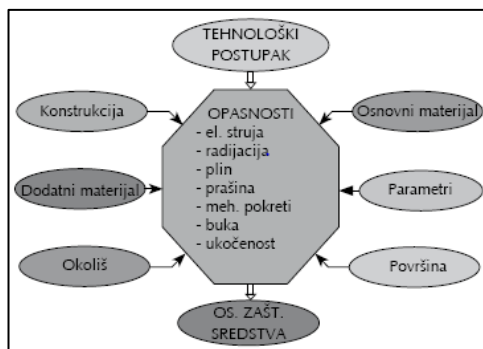 TEHNOLOŠKI
POSTUPAK
Konstrukcija
Osnovni materijal
OPASNOSTI
- el. struja
- radijacija
- plin
- prašina
- meh. pokreti
- buka
- ukočenost
Dodatni materijal
Parametri
Okoliš
Površina
OS. ZAŠT.
SREDSTVA